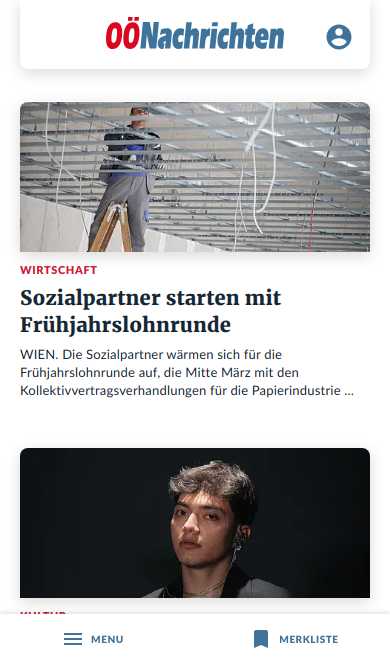 OÖNachrichten
WIRTSCHAFT
Sozialpartner starten mit
Frühjahrslohnrunde
WIEN. Die Sozialpartner wärmen sich für die
Frühjahrslohnrunde auf, die Mitte März mit den
Kollektivvertragsverhandlungen für die Papierindustrie ...
KULTUR
MENU
MERKLISTE